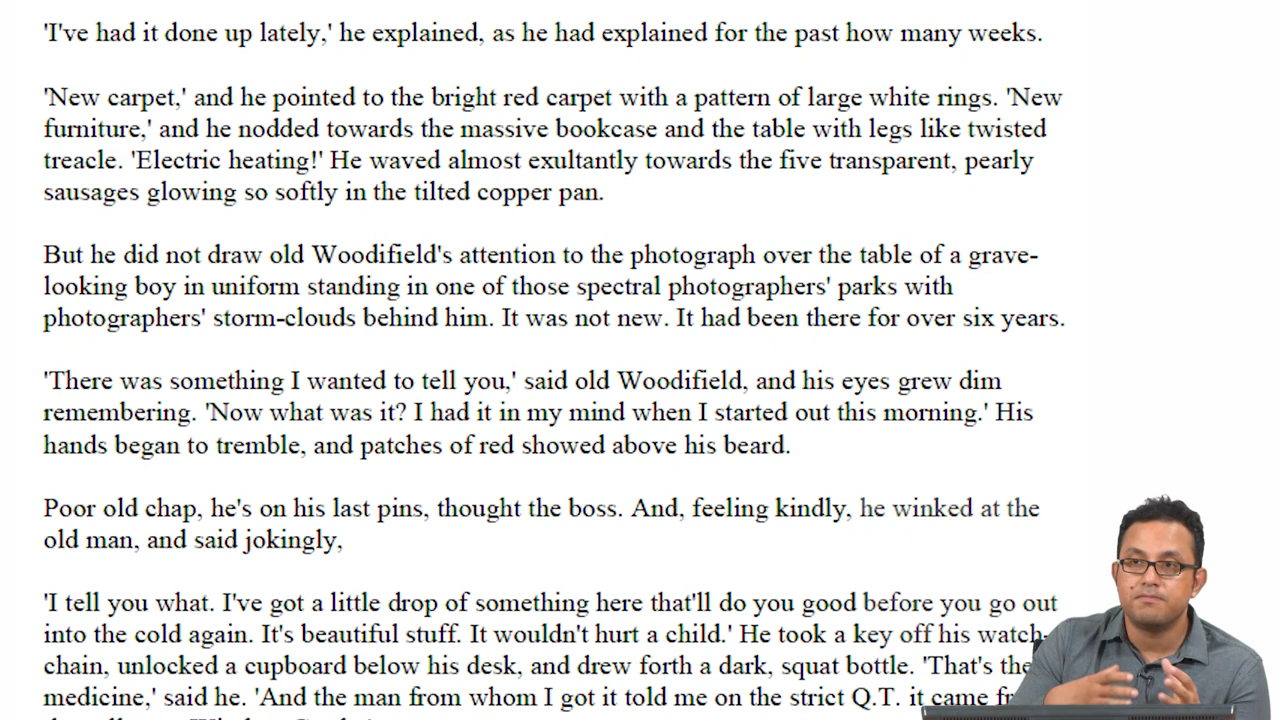 'I've had it done up lately,' he explained, as he had explained for the past how many weeks.
'New carpet,' and he pointed to the bright red carpet with a pattern of large white rings. 'New
furniture,' and he nodded towards the massive bookcase and the table with legs like twisted
treacle. 'Electric heating!' He waved almost exultantly towards the five transparent, pearly
sausages glowing so softly in the tilted copper pan.
But he did not draw old Woodifield's attention to the photograph over the table of a grave-
looking boy in uniform standing in one of those spectral photographers' parks with
photographers' storm-clouds behind him. It was not new. It had been there for over six years.
'There was something I wanted to tell you,' said old Woodifield, and his eyes grew dim
remembering. 'Now what was it? I had it in my mind when I started out this morning.' His
hands began to tremble, and patches of red showed above his beard.
Poor old chap, he's on his last pins, thought the boss. And, feeling kindly, he winked at the
old man, and said jokingly,
'I tell you what. I've got a little drop of something here that'll do you good before you go out
into the cold again. It's beautiful stuff. It wouldn't hurt a child.' He took a key off his watch-
chain, unlocked a cupboard below his desk, and drew forth a dark, squat bottle. 'That's the
medicine,' said he. 'And the man from whom I got it told me on the strict Q.T. it came